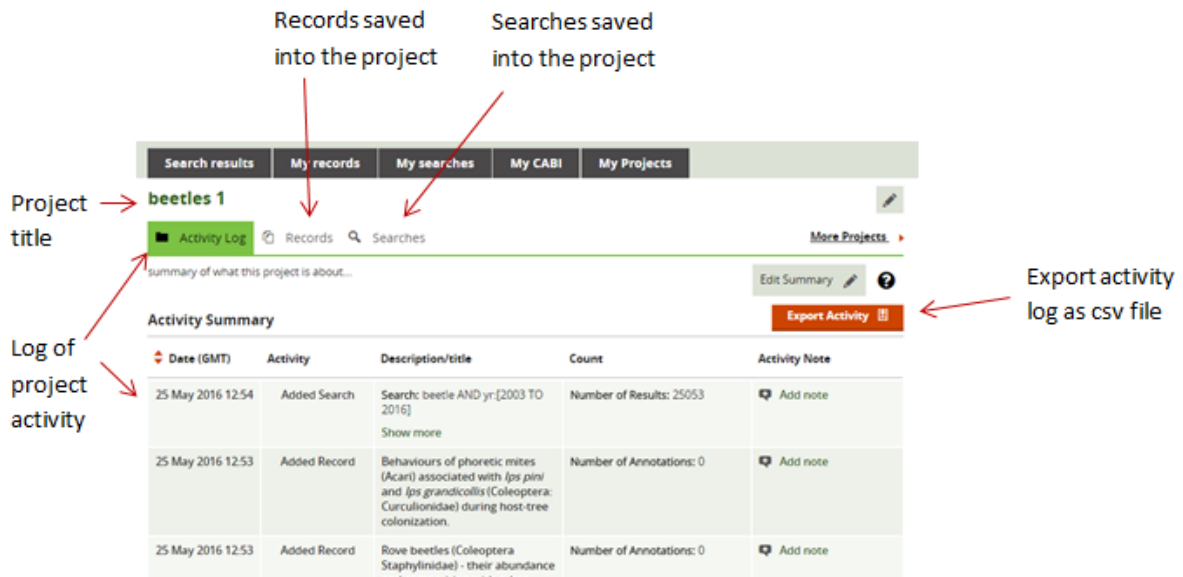 Records saved
into the project
Searches saved
into the project
Search results
My records
My searches
My CABI
My Projects
Project
title
beetles 1
Activity Log
Records
Searches
More Projects
summary of what this project is about...
Edit Summary
?
Export activity
log as csv file
Activity Summary
Export Activity
Log of
project
activity
Date (GMT)
Activity
Description/title
Count
Activity Note
25 May 2016 12:54
Added Search
Search: beetle AND yr:[2003 TO
2016]
Show more
Number of Results: 25053
Add note
25 May 2016 12:53
Added Record
Behaviours of phoretic mites
(Acari) associated with Ips pini
and Ips grandicollis (Coleoptera:
Curculionidae) during host-tree
colonization.
Number of Annotations: 0
Add note
25 May 2016 12:53
Added Record
Rove beetles (Coleoptera
Staphylinidae) - their abundance
Number of Annotations: 0
Add note